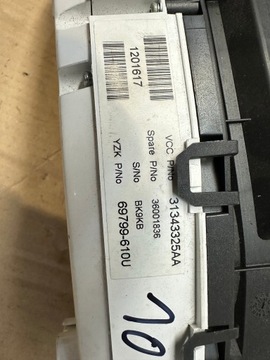 VCC P/No 31343325AA
Spare P/No 36001836
S/No BK9KB
YZK P/No 69799-610U
1201617
10